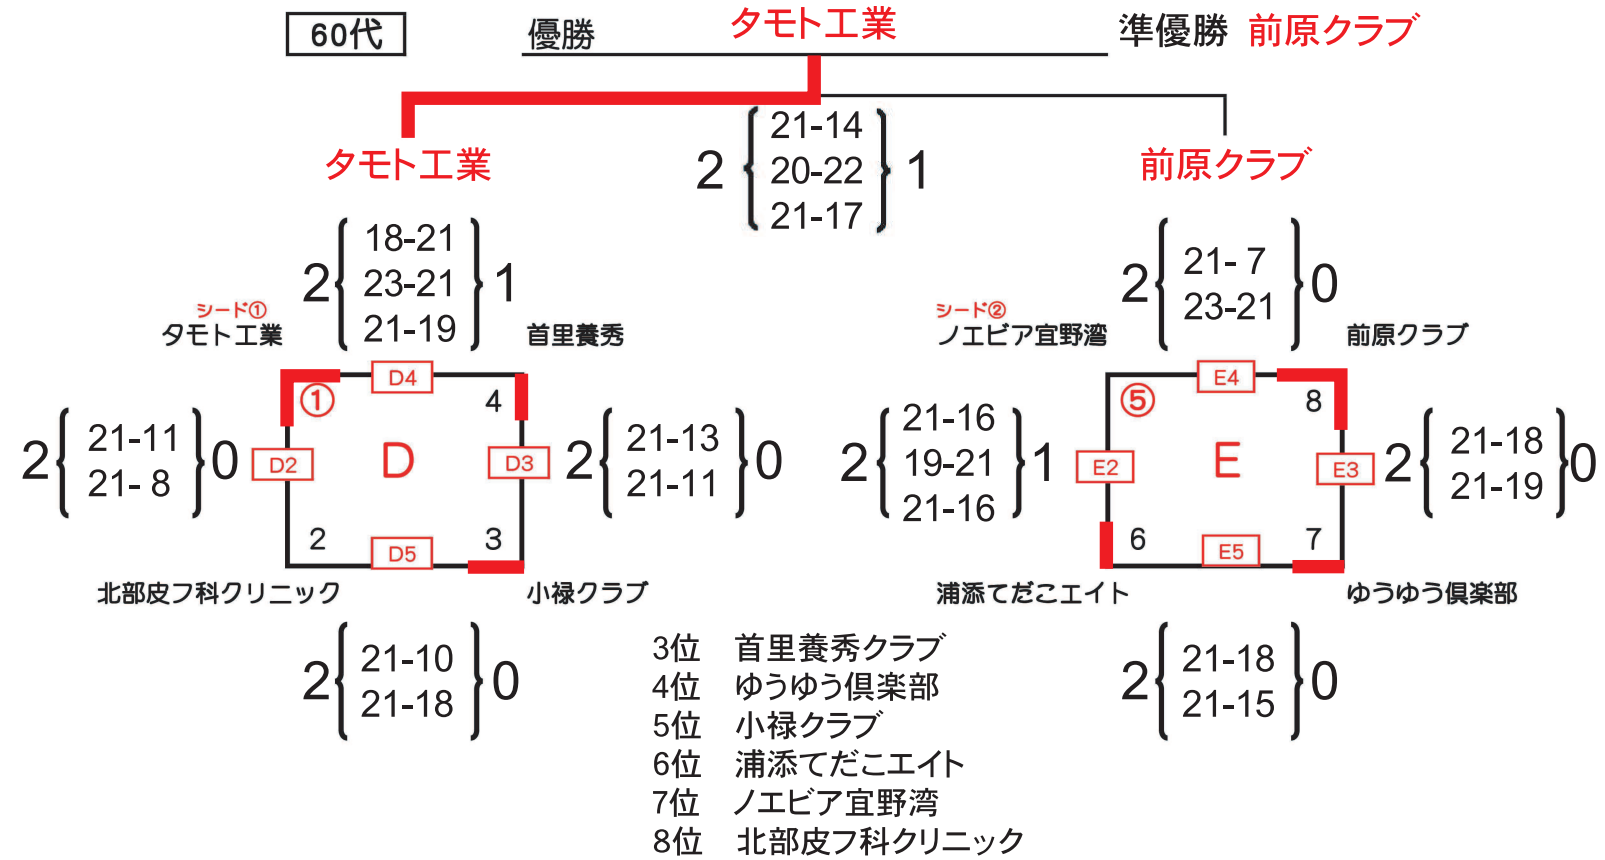 60代 優勝 タモト工業 準優勝 前原クラブ
タモト工業 2 { 21-14 20-22 21-17 } 1 前原クラブ
2 { 18-21 23-21 21-19 } 1
シード①
タモト工業 首里養秀
D4
① 4
2 { 21-11 21- 8 } 0 D2 D D3 2 { 21-13 21-11 } 0
2 D5 3
北部皮フ科クリニック 小禄クラブ
2 { 21-10 21-18 } 0
2 { 21- 7 23-21 } 0
シード②
ノエビア宜野湾 前原クラブ
E4
⑤ 8
2 { 21-16 19-21 21-16 } 1 E2 E E3 2 { 21-18 21-19 } 0
6 E5 7
浦添てだこエイト ゆうゆう倶楽部
2 { 21-18 21-15 } 0
3位 首里養秀クラブ
4位 ゆうゆう倶楽部
5位 小禄クラブ
6位 浦添てだこエイト
7位 ノエビア宜野湾
8位 北部皮フ科クリニック